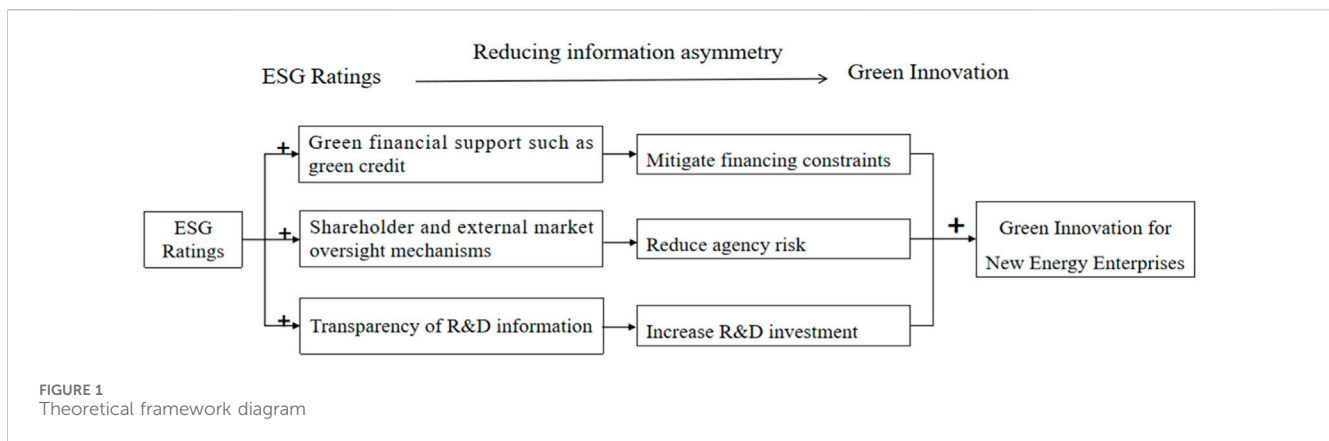 Reducing information asymmetry
ESG Ratings
Green Innovation
+
Green financial support such as
green credit
Mitigate financing constraints
ESG
Ratings
+
Shareholder and external market
oversight mechanisms
Reduce agency risk
+
Green Innovation for
New Energy Enterprises
+
Transparency of R&D information
Increase R&D investment
FIGURE 1
Theoretical framework diagram